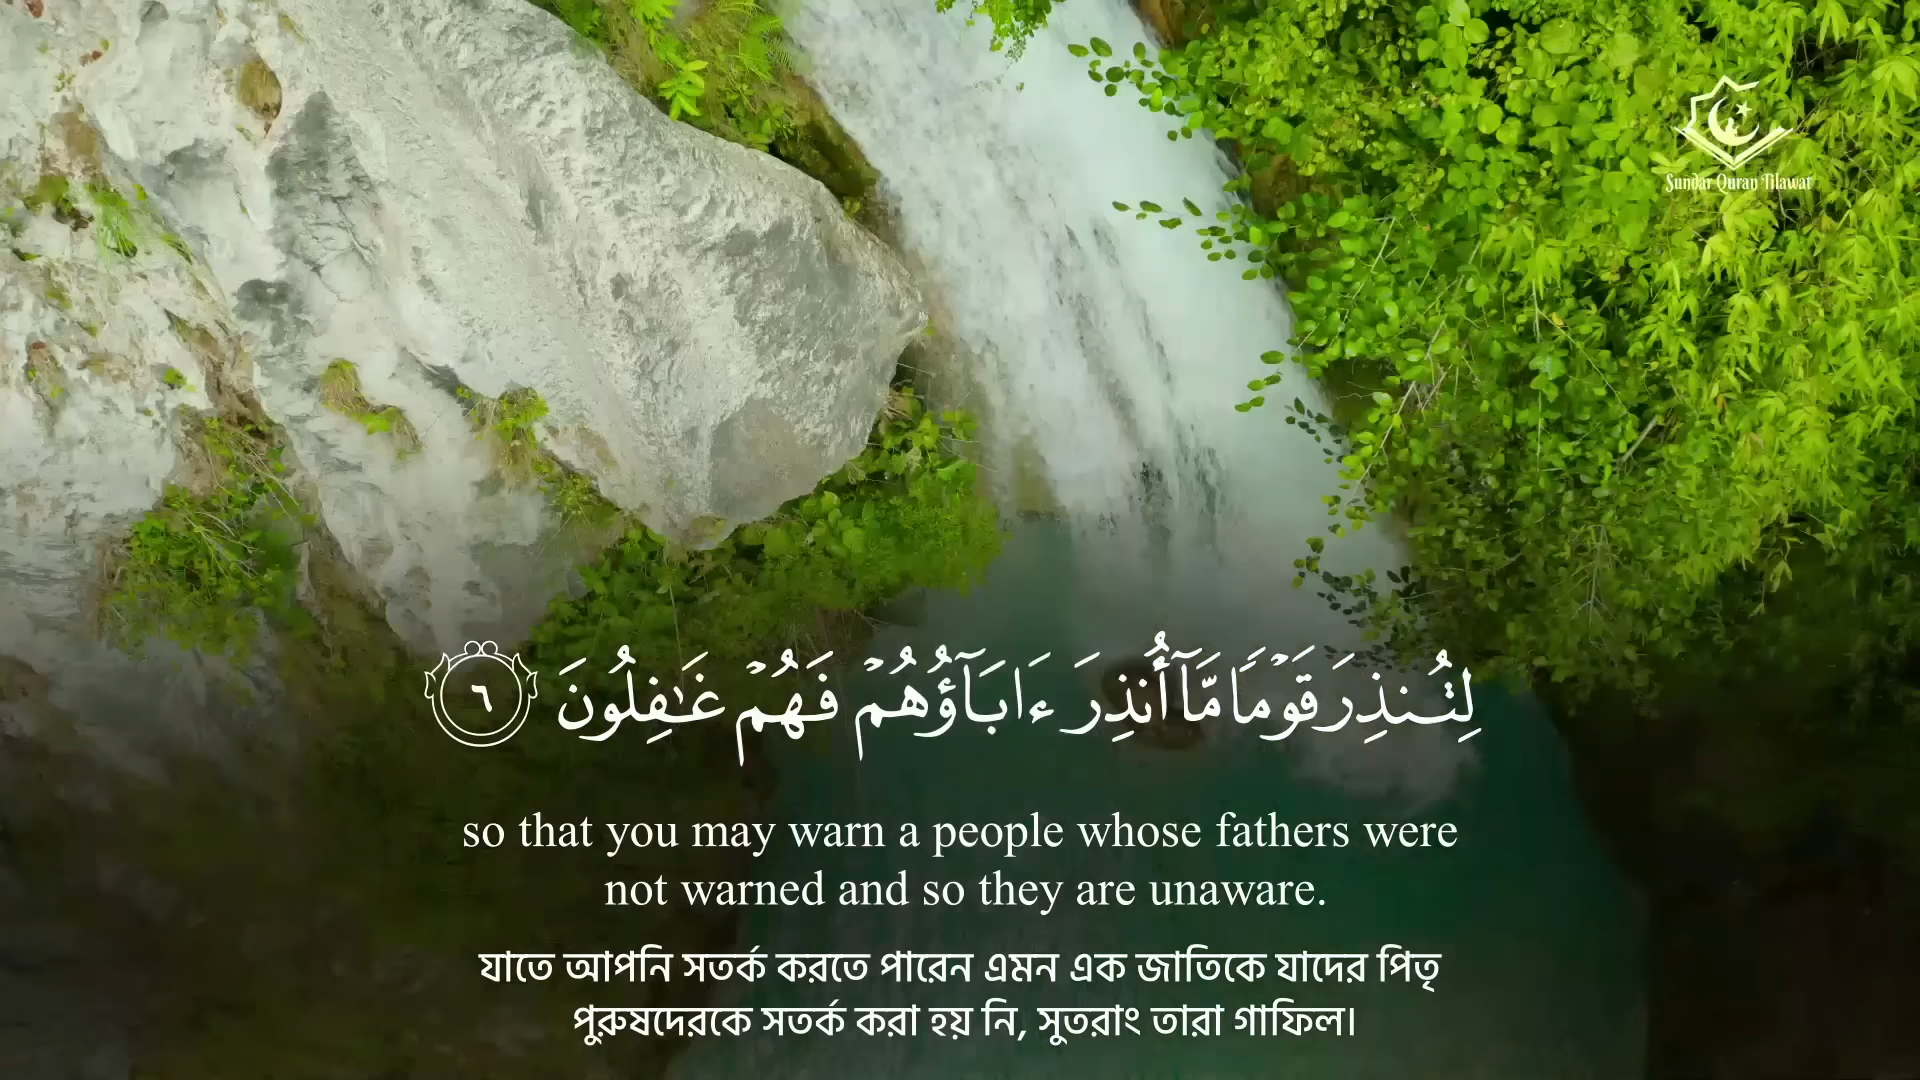 Sundar Quran Tilawat
لِتُنذِرَ قَوْمًا مَّآ أُنذِرَ ءَابَآؤُهُمْ فَهُمْ غَـٰفِلُونَ ٦
so that you may warn a people whose fathers were
not warned and so they are unaware.
যাতে আপনি সতর্ক করতে পারেন এমন এক জাতিকে যাদের পিতৃ
পুরুষদেরকে সতর্ক করা হয় নি, সুতরাং তারা গাফিল।